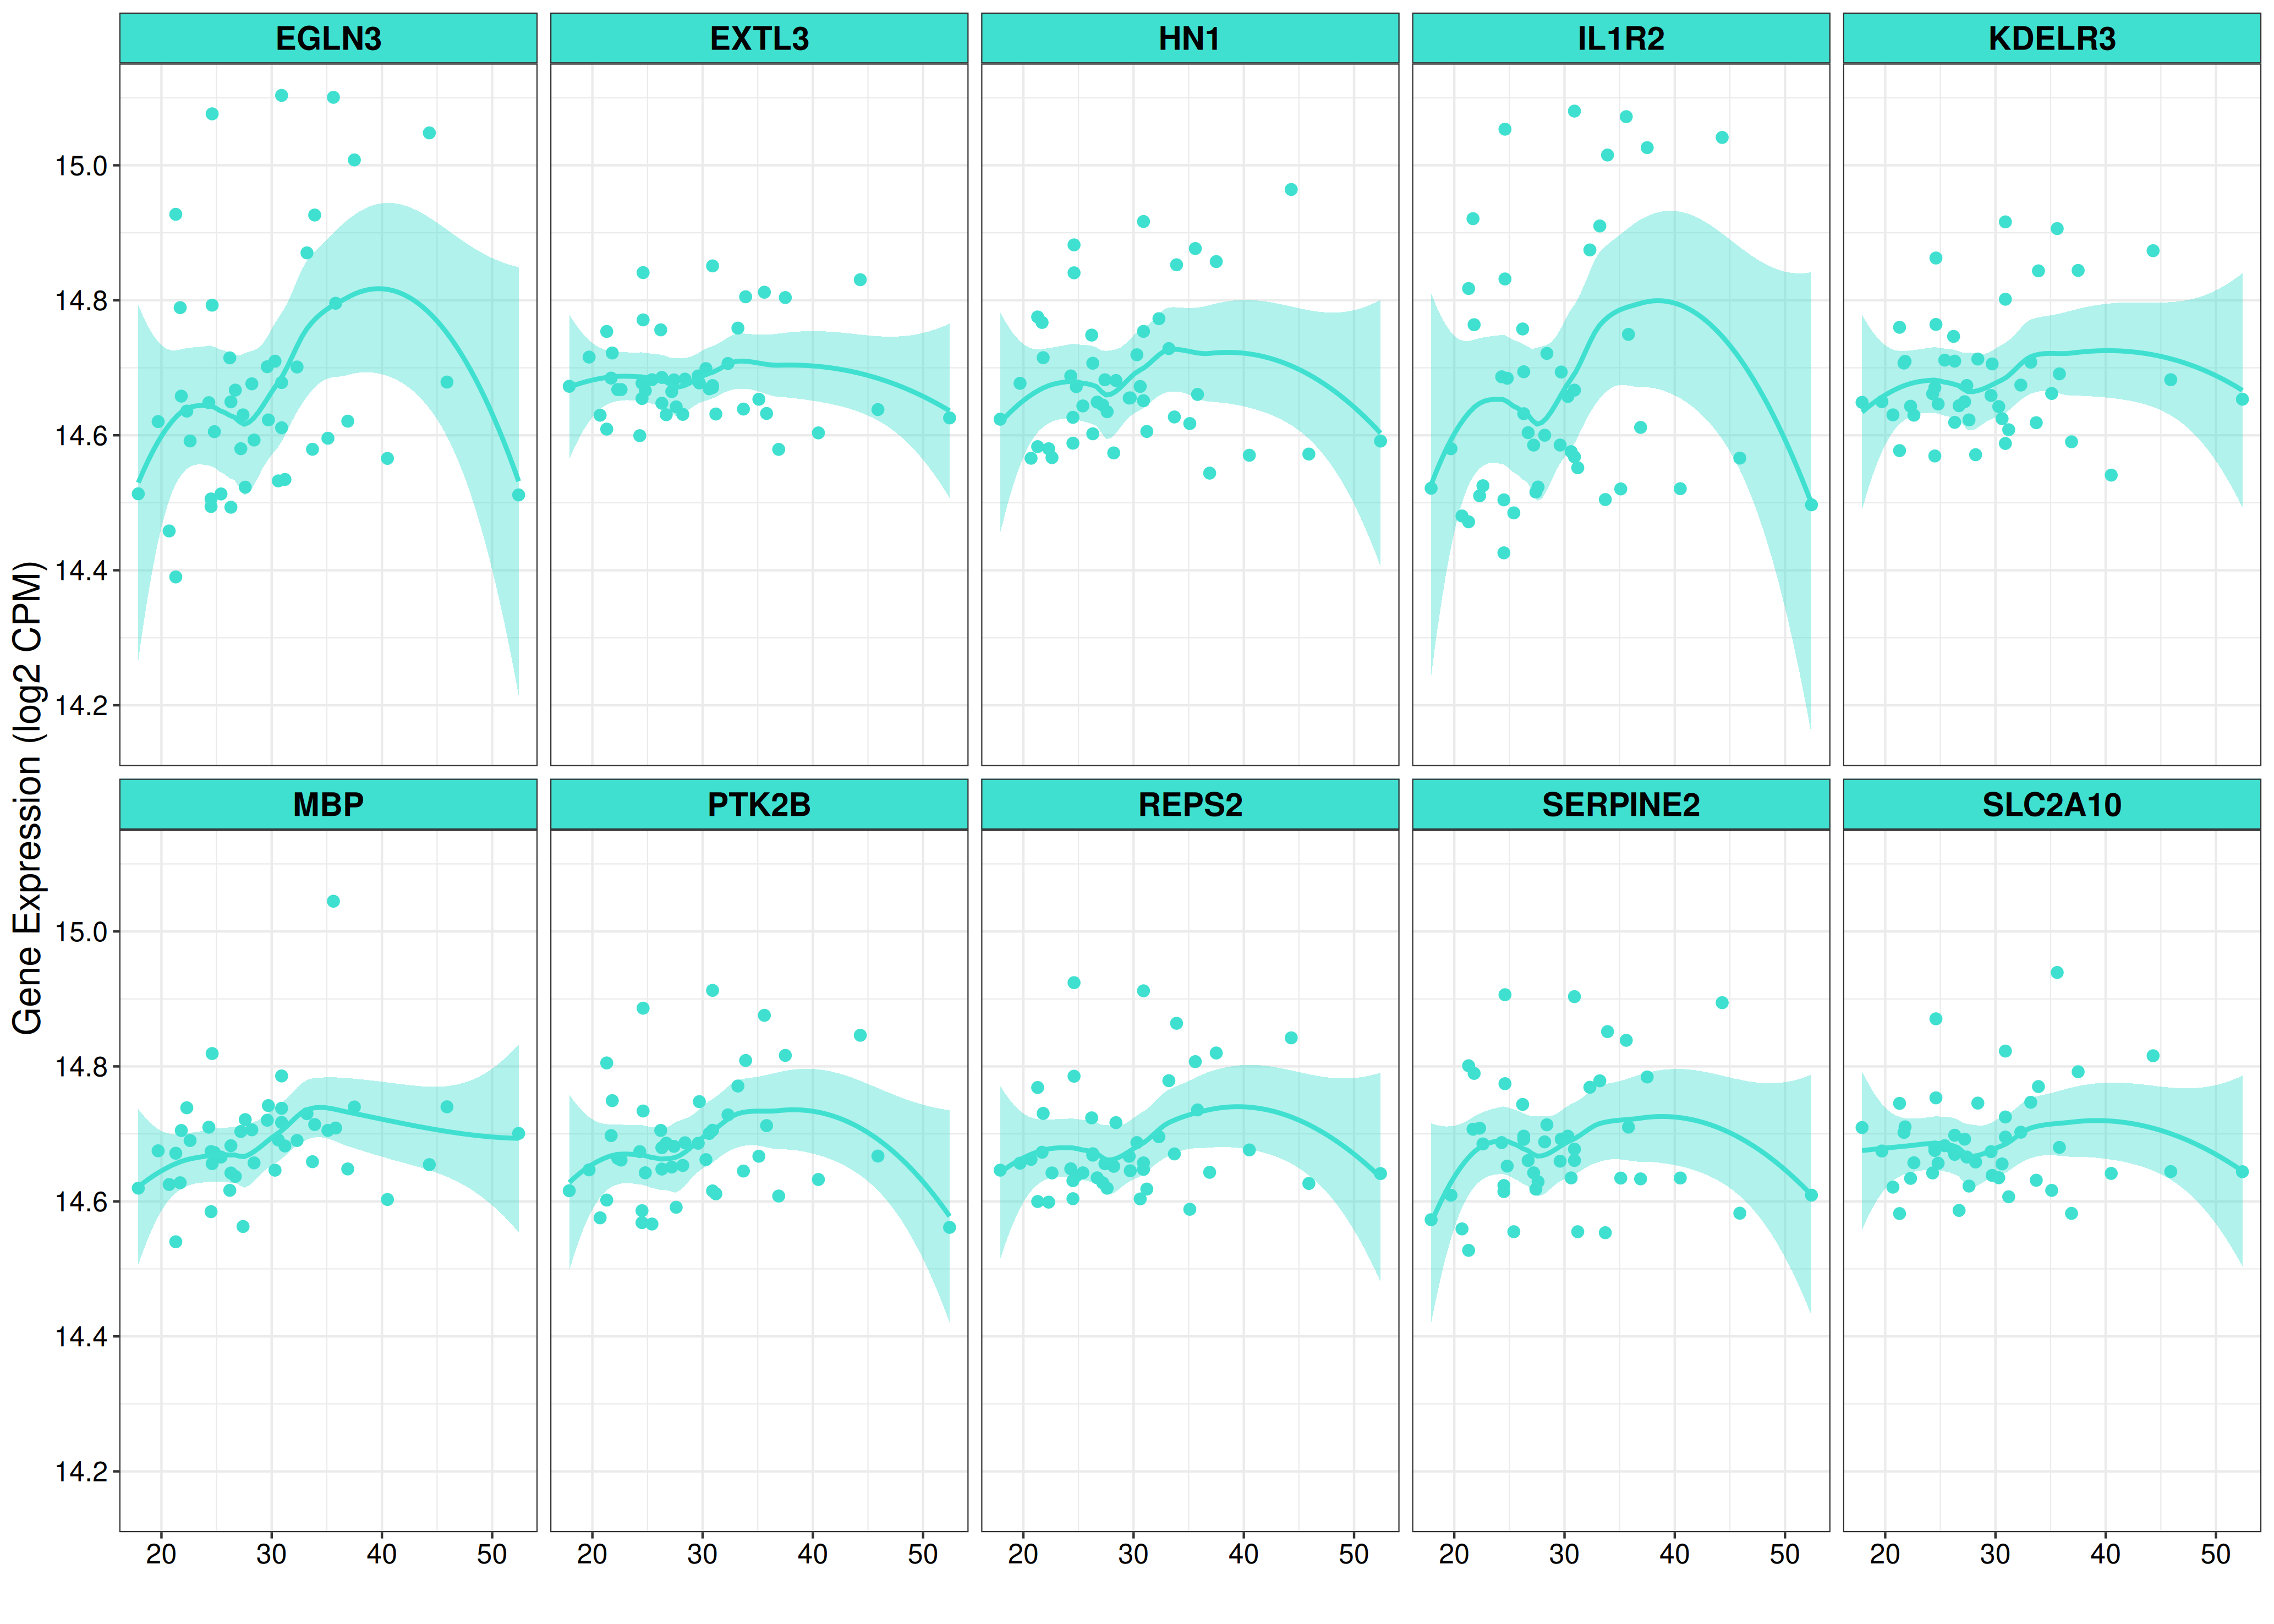 EGLN3 EXTL3 HN1 IL1R2 KDELR3
15.0
14.8
14.6
14.4
14.2
Gene Expression (log2 CPM)
MBP PTK2B REPS2 SERPINE2 SLC2A10
15.0
14.8
14.6
14.4
14.2
20 30 40 50 20 30 40 50 20 30 40 50 20 30 40 50 20 30 40 50